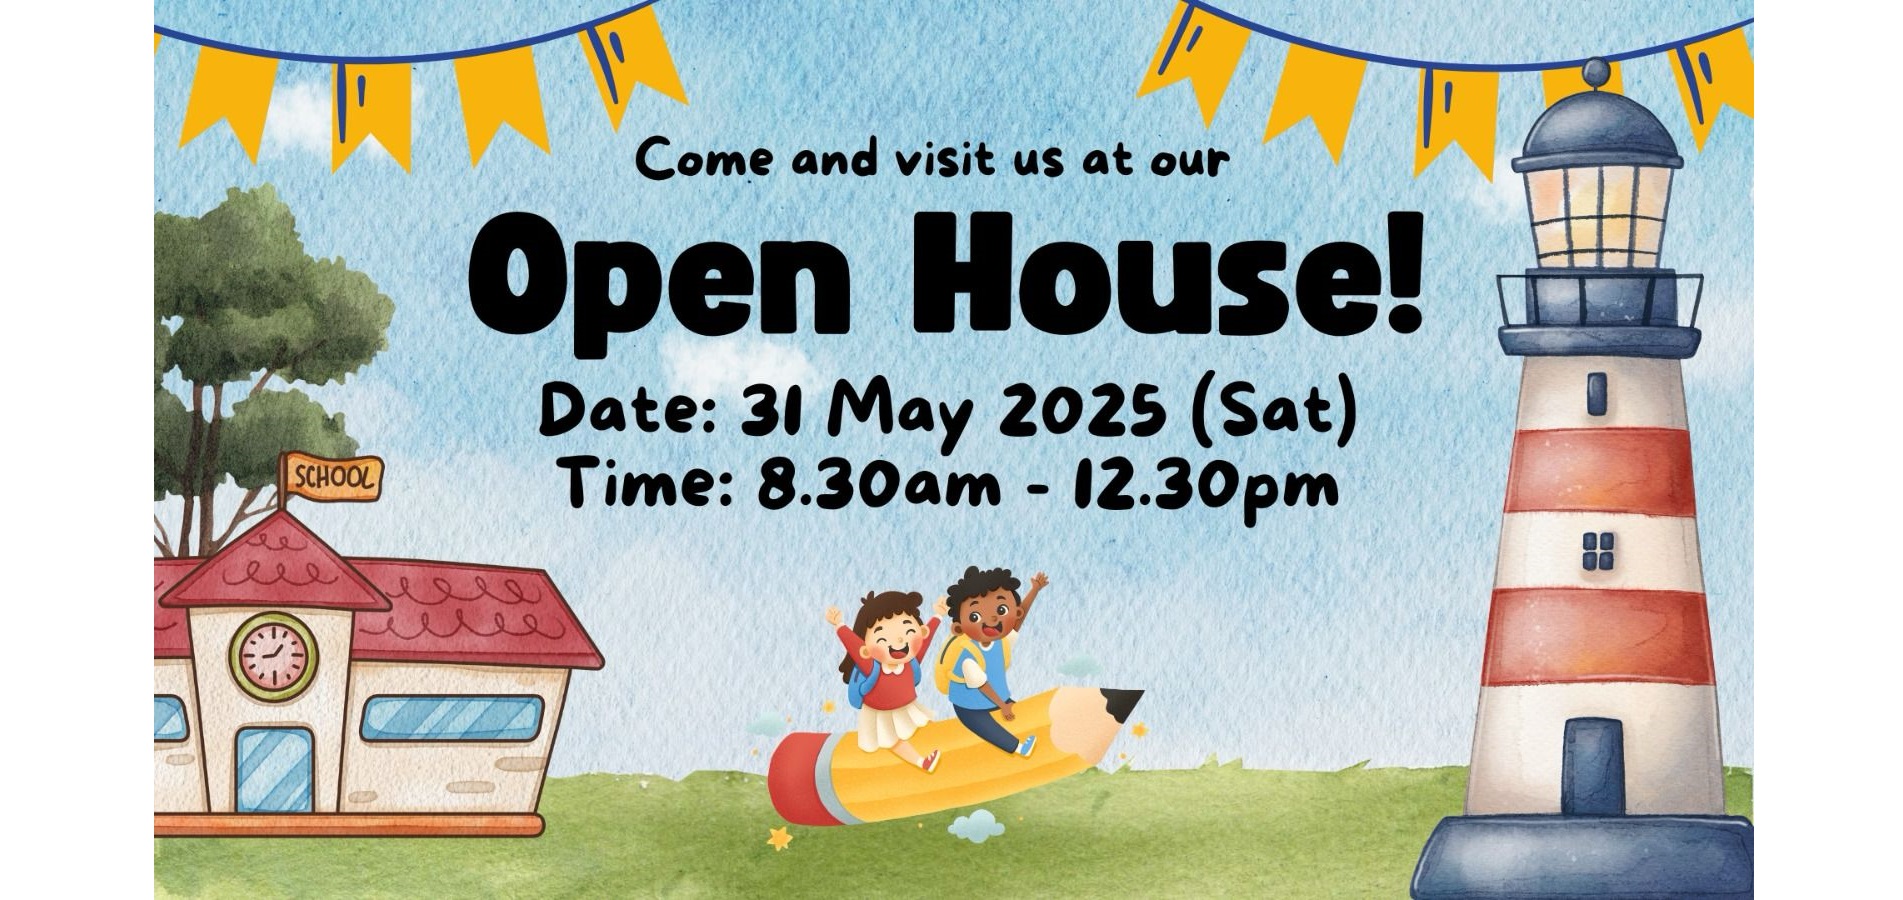 Come and visit us at our
Open House!
Date: 31 May 2025 (Sat)
Time: 8.30am - 12.30pm
SCHOOL